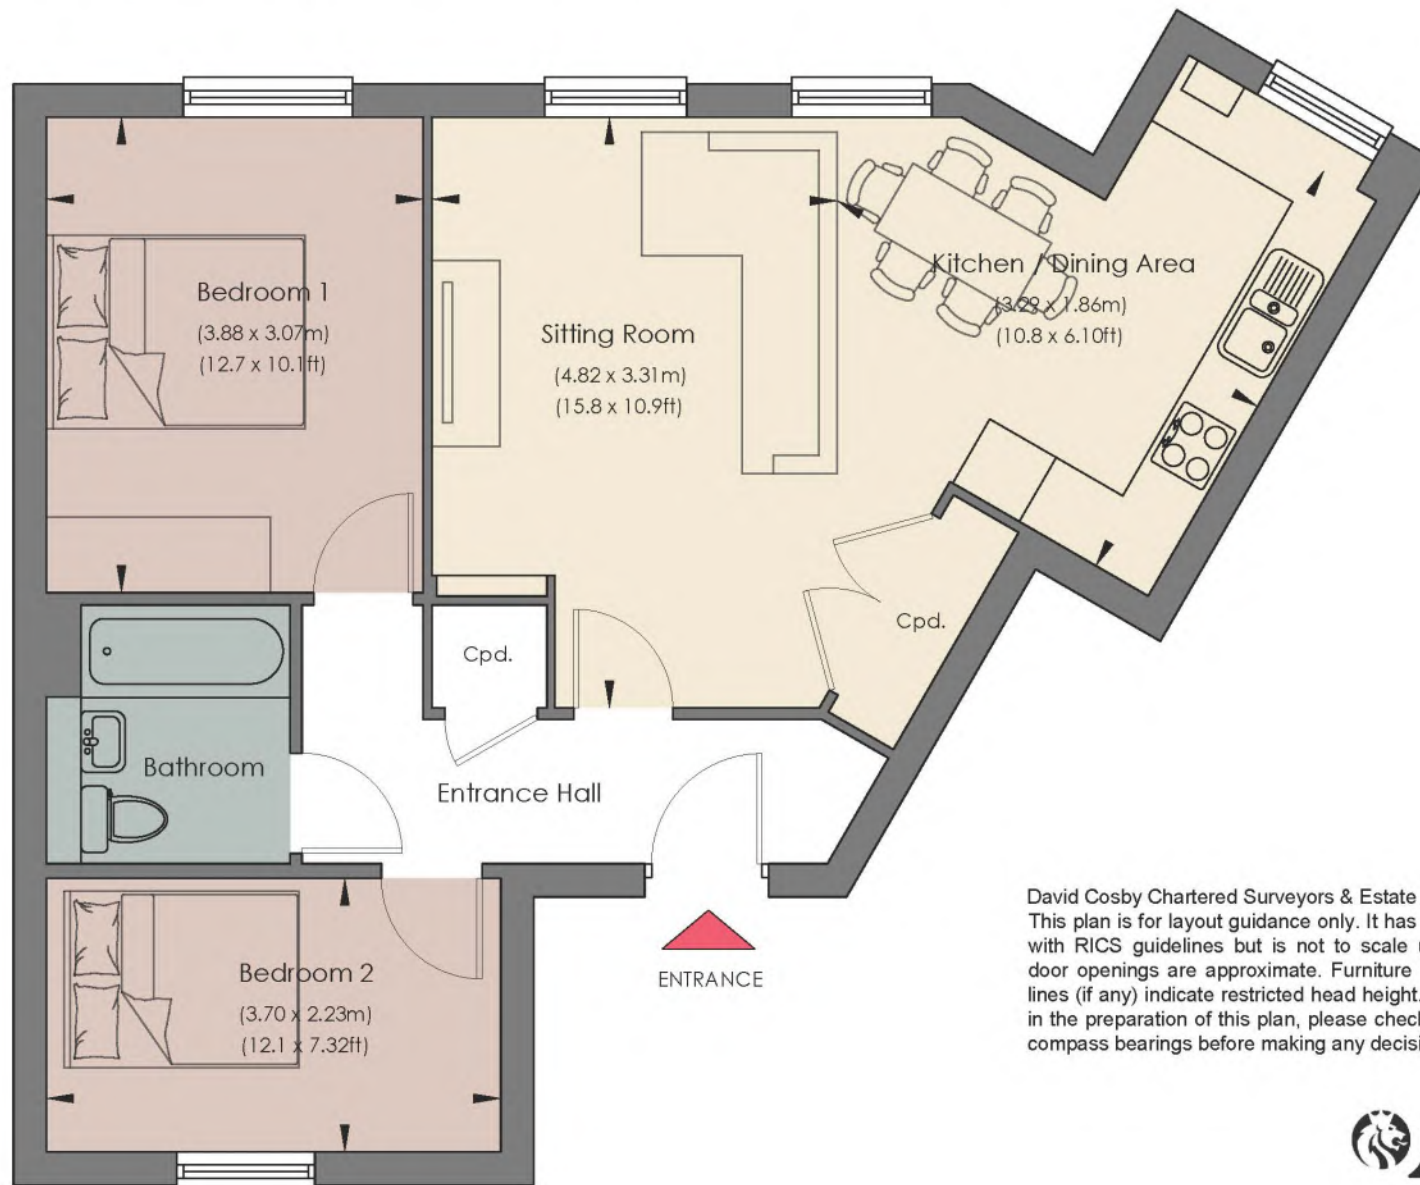 Bedroom 1
(3.88 x 3.07m)
(12.7 x 10.1ft)
Sitting Room
(4.82 x 3.31m)
(15.8 x 10.9ft)
Kitchen / Dining Area
(3.29 x 1.86m)
(10.8 x 6.10ft)
Cpd.
Cpd.
Bathroom
Entrance Hall
Bedroom 2
(3.70 x 2.23m)
(12.1 x 7.32ft)
ENTRANCE
David Cosby Chartered Surveyors & Estate
This plan is for layout guidance only. It has
with RICS guidelines but is not to scale
door openings are approximate. Furniture
lines (if any) indicate restricted head height.
in the preparation of this plan, please check
compass bearings before making any